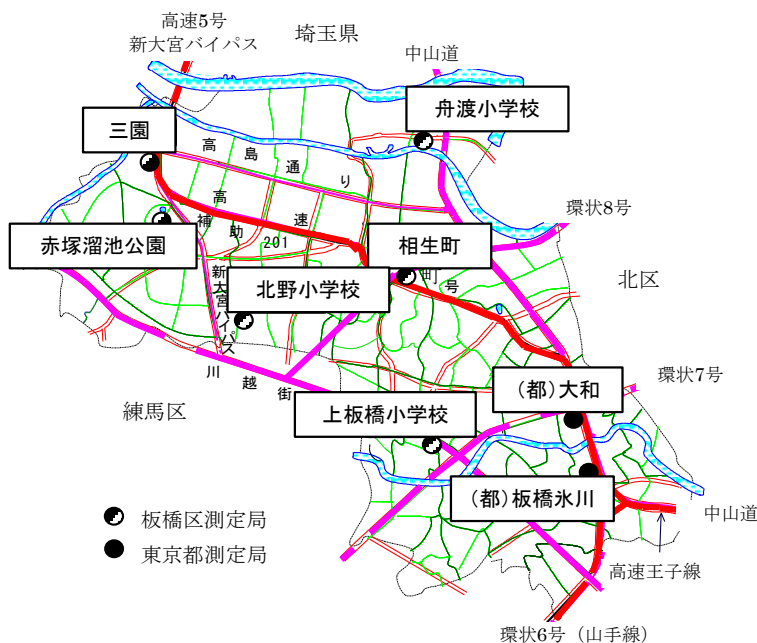 高速5号
新大宮バイパス
埼玉県
中山道
舟渡小学校
三園
高島通り
高速
補助
201
環状8号
赤塚溜池公園
相生町
町号
北区
北野小学校
新大宮バイパス
川越街
環状7号
(都)大和
練馬区
上板橋小学校
(都)板橋氷川
板橋区測定局
中山道
東京都測定局
高速王子線
環状6号（山手線）